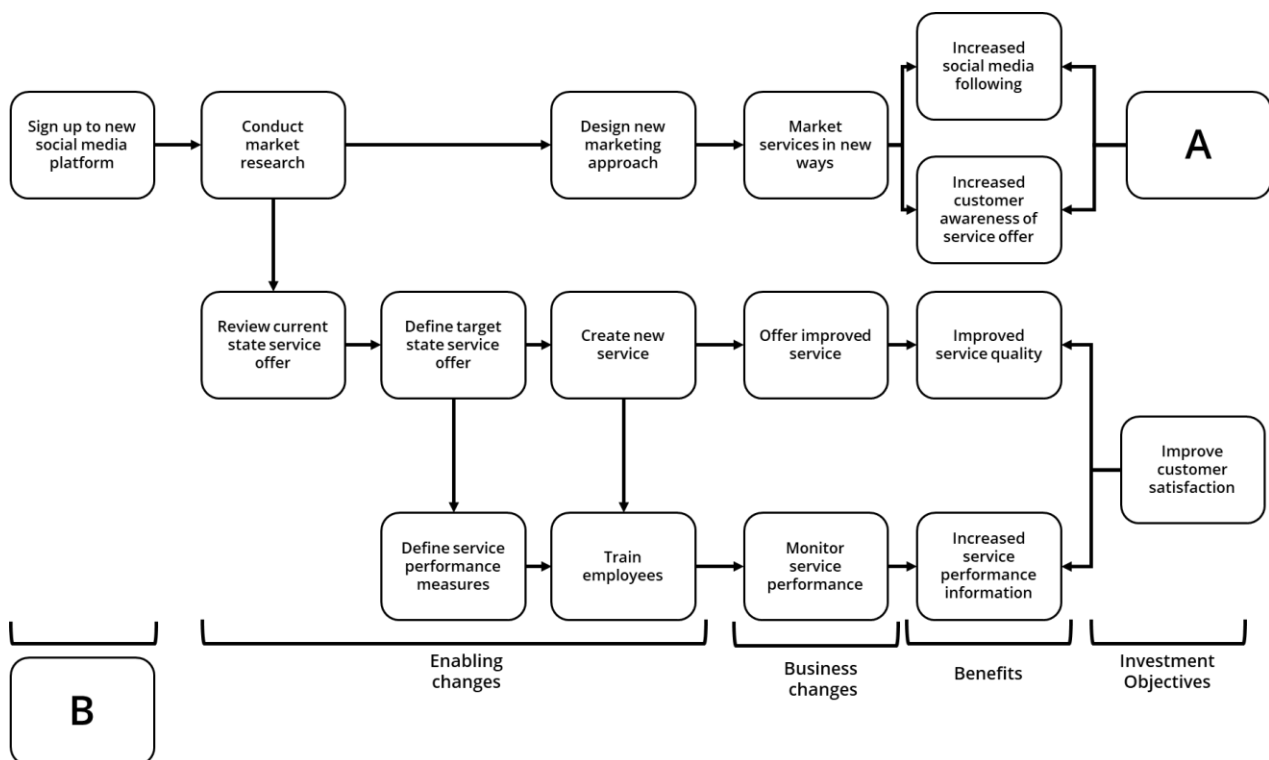 Increased
social media
following
Sign up to new
social media
platform
Conduct
market
research
Design new
marketing
approach
Market
services in new
ways
A
Increased
customer
awareness of
service offer
Review current
state service
offer
Define target
state service
offer
Create new
service
Offer improved
service
Improved
service quality
Improve
customer
satisfaction
Define service
performance
measures
Train
employees
Monitor
service
performance
Increased
service
performance
information
B
Enabling
changes
Business
changes
Benefits
Investment
Objectives